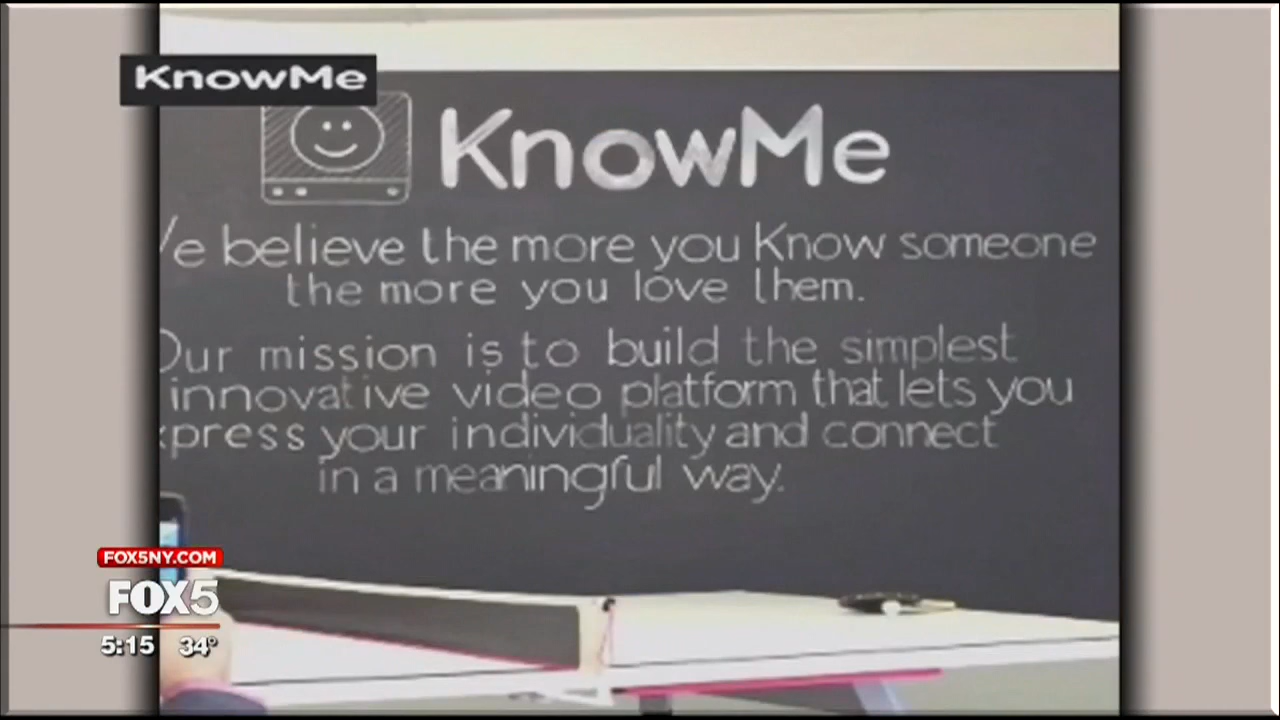 KnowMe
KnowMe
We believe the more you Know someone
the more you love them.
Our mission is to build the simplest
innovative video platform that lets you
xpress your individuality and connect
in a meaningful way.
FOX5NY.COM
FOX5
5:15 34°